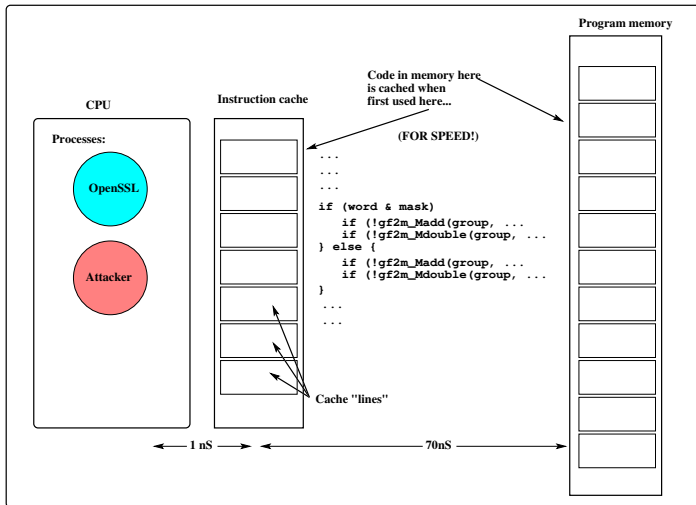 Program memory
Code in memory here
is cached when
first used here...
CPU
Instruction cache
Processes:
(FOR SPEED!)
OpenSSL
Attacker
...
...
...
if (word & mask)
if (!gf2m_Madd(group, ...
if (!gf2m_Mdouble(group, ...
} else {
if (!gf2m_Madd(group, ...
if (!gf2m_Mdouble(group, ...
}
...
...
Cache "lines"
1 nS
70nS